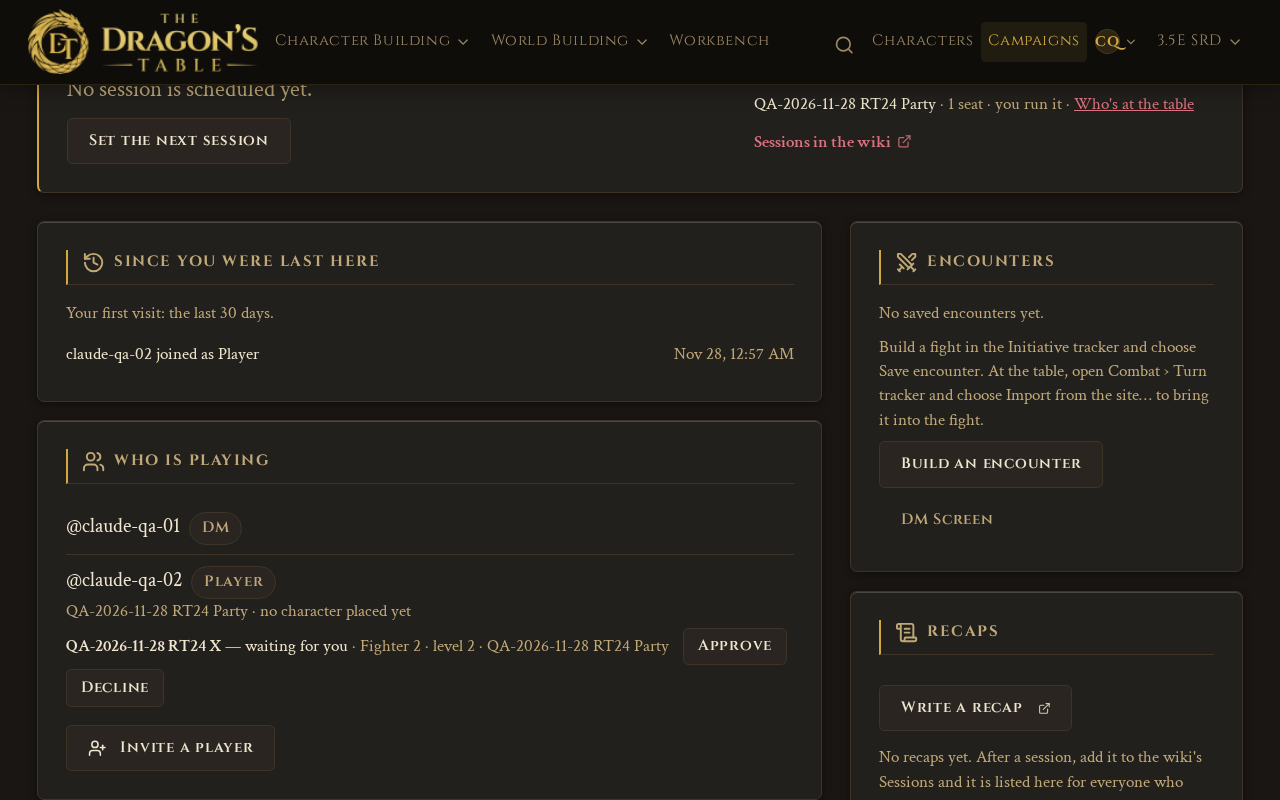 THE
DRAGON'S
TABLE
DT
Character Building
World Building
Workbench
Characters
Campaigns
CQ
3.5E SRD
No session is scheduled yet.
Set the next session
QA-2026-11-28 RT24 Party · 1 seat · you run it · Who's at the table
Sessions in the wiki
Since you were last here
Your first visit: the last 30 days.
claude-qa-02 joined as Player Nov 28, 12:57 AM
Who is playing
@claude-qa-01 DM
@claude-qa-02 Player
QA-2026-11-28 RT24 Party · no character placed yet
QA-2026-11-28 RT24 X — waiting for you · Fighter 2 · level 2 · QA-2026-11-28 RT24 Party Approve
Decline
Invite a player
Encounters
No saved encounters yet.
Build a fight in the Initiative tracker and choose
Save encounter. At the table, open Combat › Turn
tracker and choose Import from the site… to bring
it into the fight.
Build an encounter
DM Screen
Recaps
Write a recap
No recaps yet. After a session, add it to the wiki's
Sessions and it is listed here for everyone who